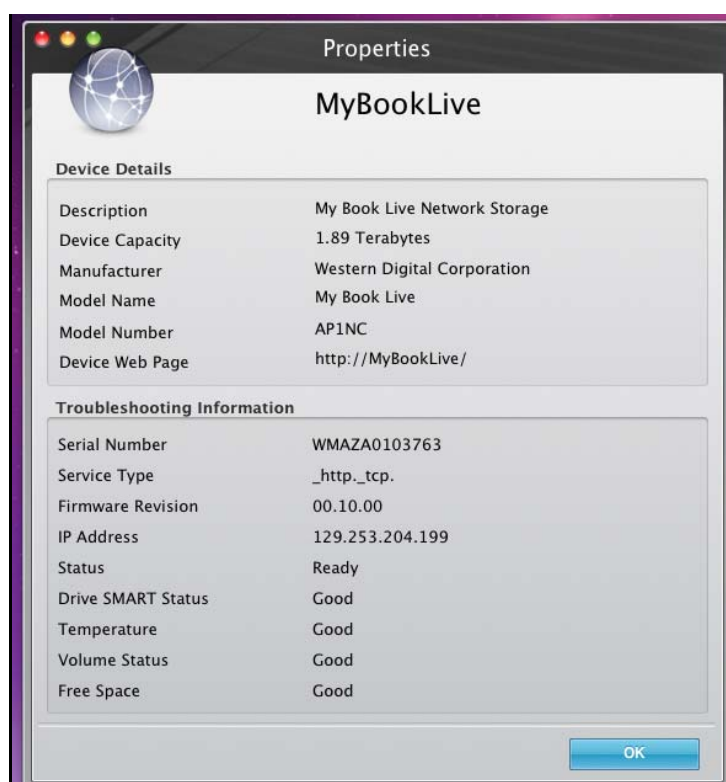 Properties
MyBookLive
Device Details
Description My Book Live Network Storage
Device Capacity 1.89 Terabytes
Manufacturer Western Digital Corporation
Model Name My Book Live
Model Number AP1NC
Device Web Page http://MyBookLive/
Troubleshooting Information
Serial Number WMAZA0103763
Service Type _http._tcp.
Firmware Revision 00.10.00
IP Address 129.253.204.199
Status Ready
Drive SMART Status Good
Temperature Good
Volume Status Good
Free Space Good
OK